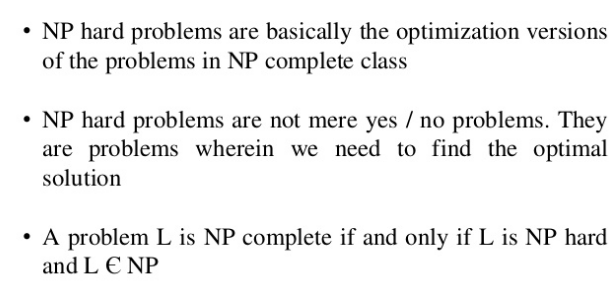 • NP hard problems are basically the optimization versions
of the problems in NP complete class
• NP hard problems are not mere yes / no problems. They
are problems wherein we need to find the optimal
solution
• A problem L is NP complete if and only if L is NP hard
and L Є NP